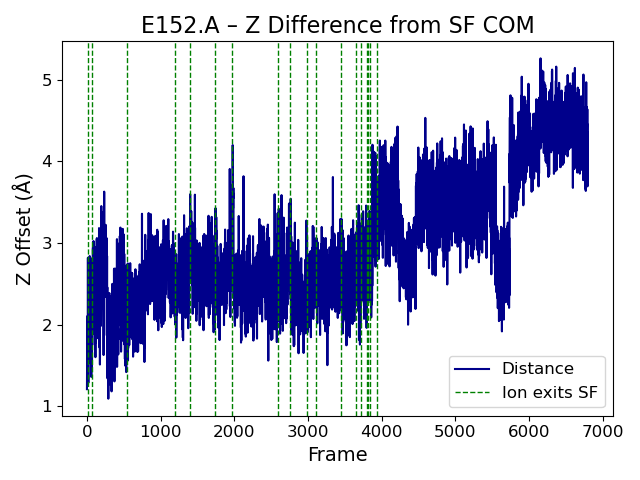 E152.A – Z Difference from SF COM
Z Offset (Å)
5
4
3
2
1
Distance
Ion exits SF
0 1000 2000 3000 4000 5000 6000 7000
Frame